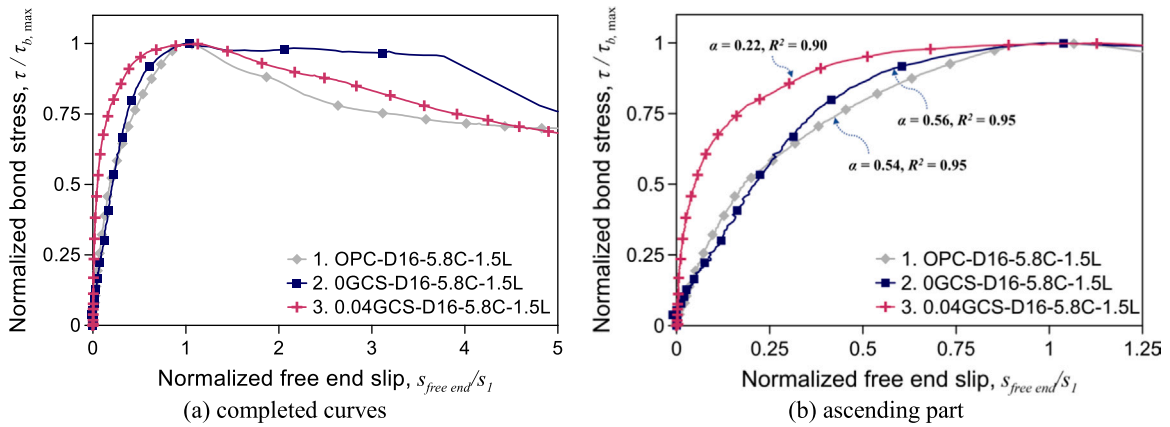 Normalized bond stress, τ / τb, max
1
0.75
0.5
0.25
0
1. OPC-D16-5.8C-1.5L
2. 0GCS-D16-5.8C-1.5L
3. 0.04GCS-D16-5.8C-1.5L
0 1 2 3 4 5
Normalized free end slip, sfree end/s1
(a) completed curves
Normalized bond stress, τ / τb, max
1
0.75
0.5
0.25
0
α = 0.22, R² = 0.90
α = 0.56, R² = 0.95
α = 0.54, R² = 0.95
1. OPC-D16-5.8C-1.5L
2. 0GCS-D16-5.8C-1.5L
3. 0.04GCS-D16-5.8C-1.5L
0 0.25 0.5 0.75 1 1.25
Normalized free end slip, sfree end/s1
(b) ascending part